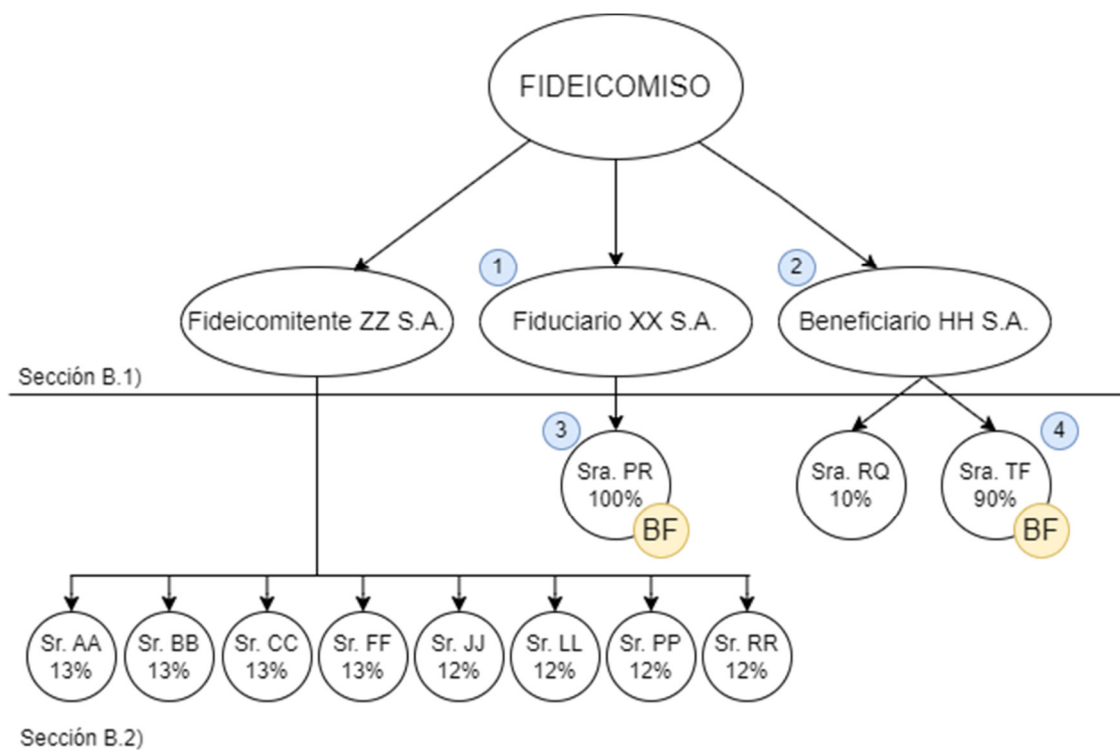 FIDEICOMISO
1
2
Fideicomitente ZZ S.A.
Fiduciario XX S.A.
Beneficiario HH S.A.
Sección B.1)
3
4
Sra. PR
100%
BF
Sra. RQ
10%
Sra. TF
90%
BF
Sr. AA
13%
Sr. BB
13%
Sr. CC
13%
Sr. FF
13%
Sr. JJ
12%
Sr. LL
12%
Sr. PP
12%
Sr. RR
12%
Sección B.2)